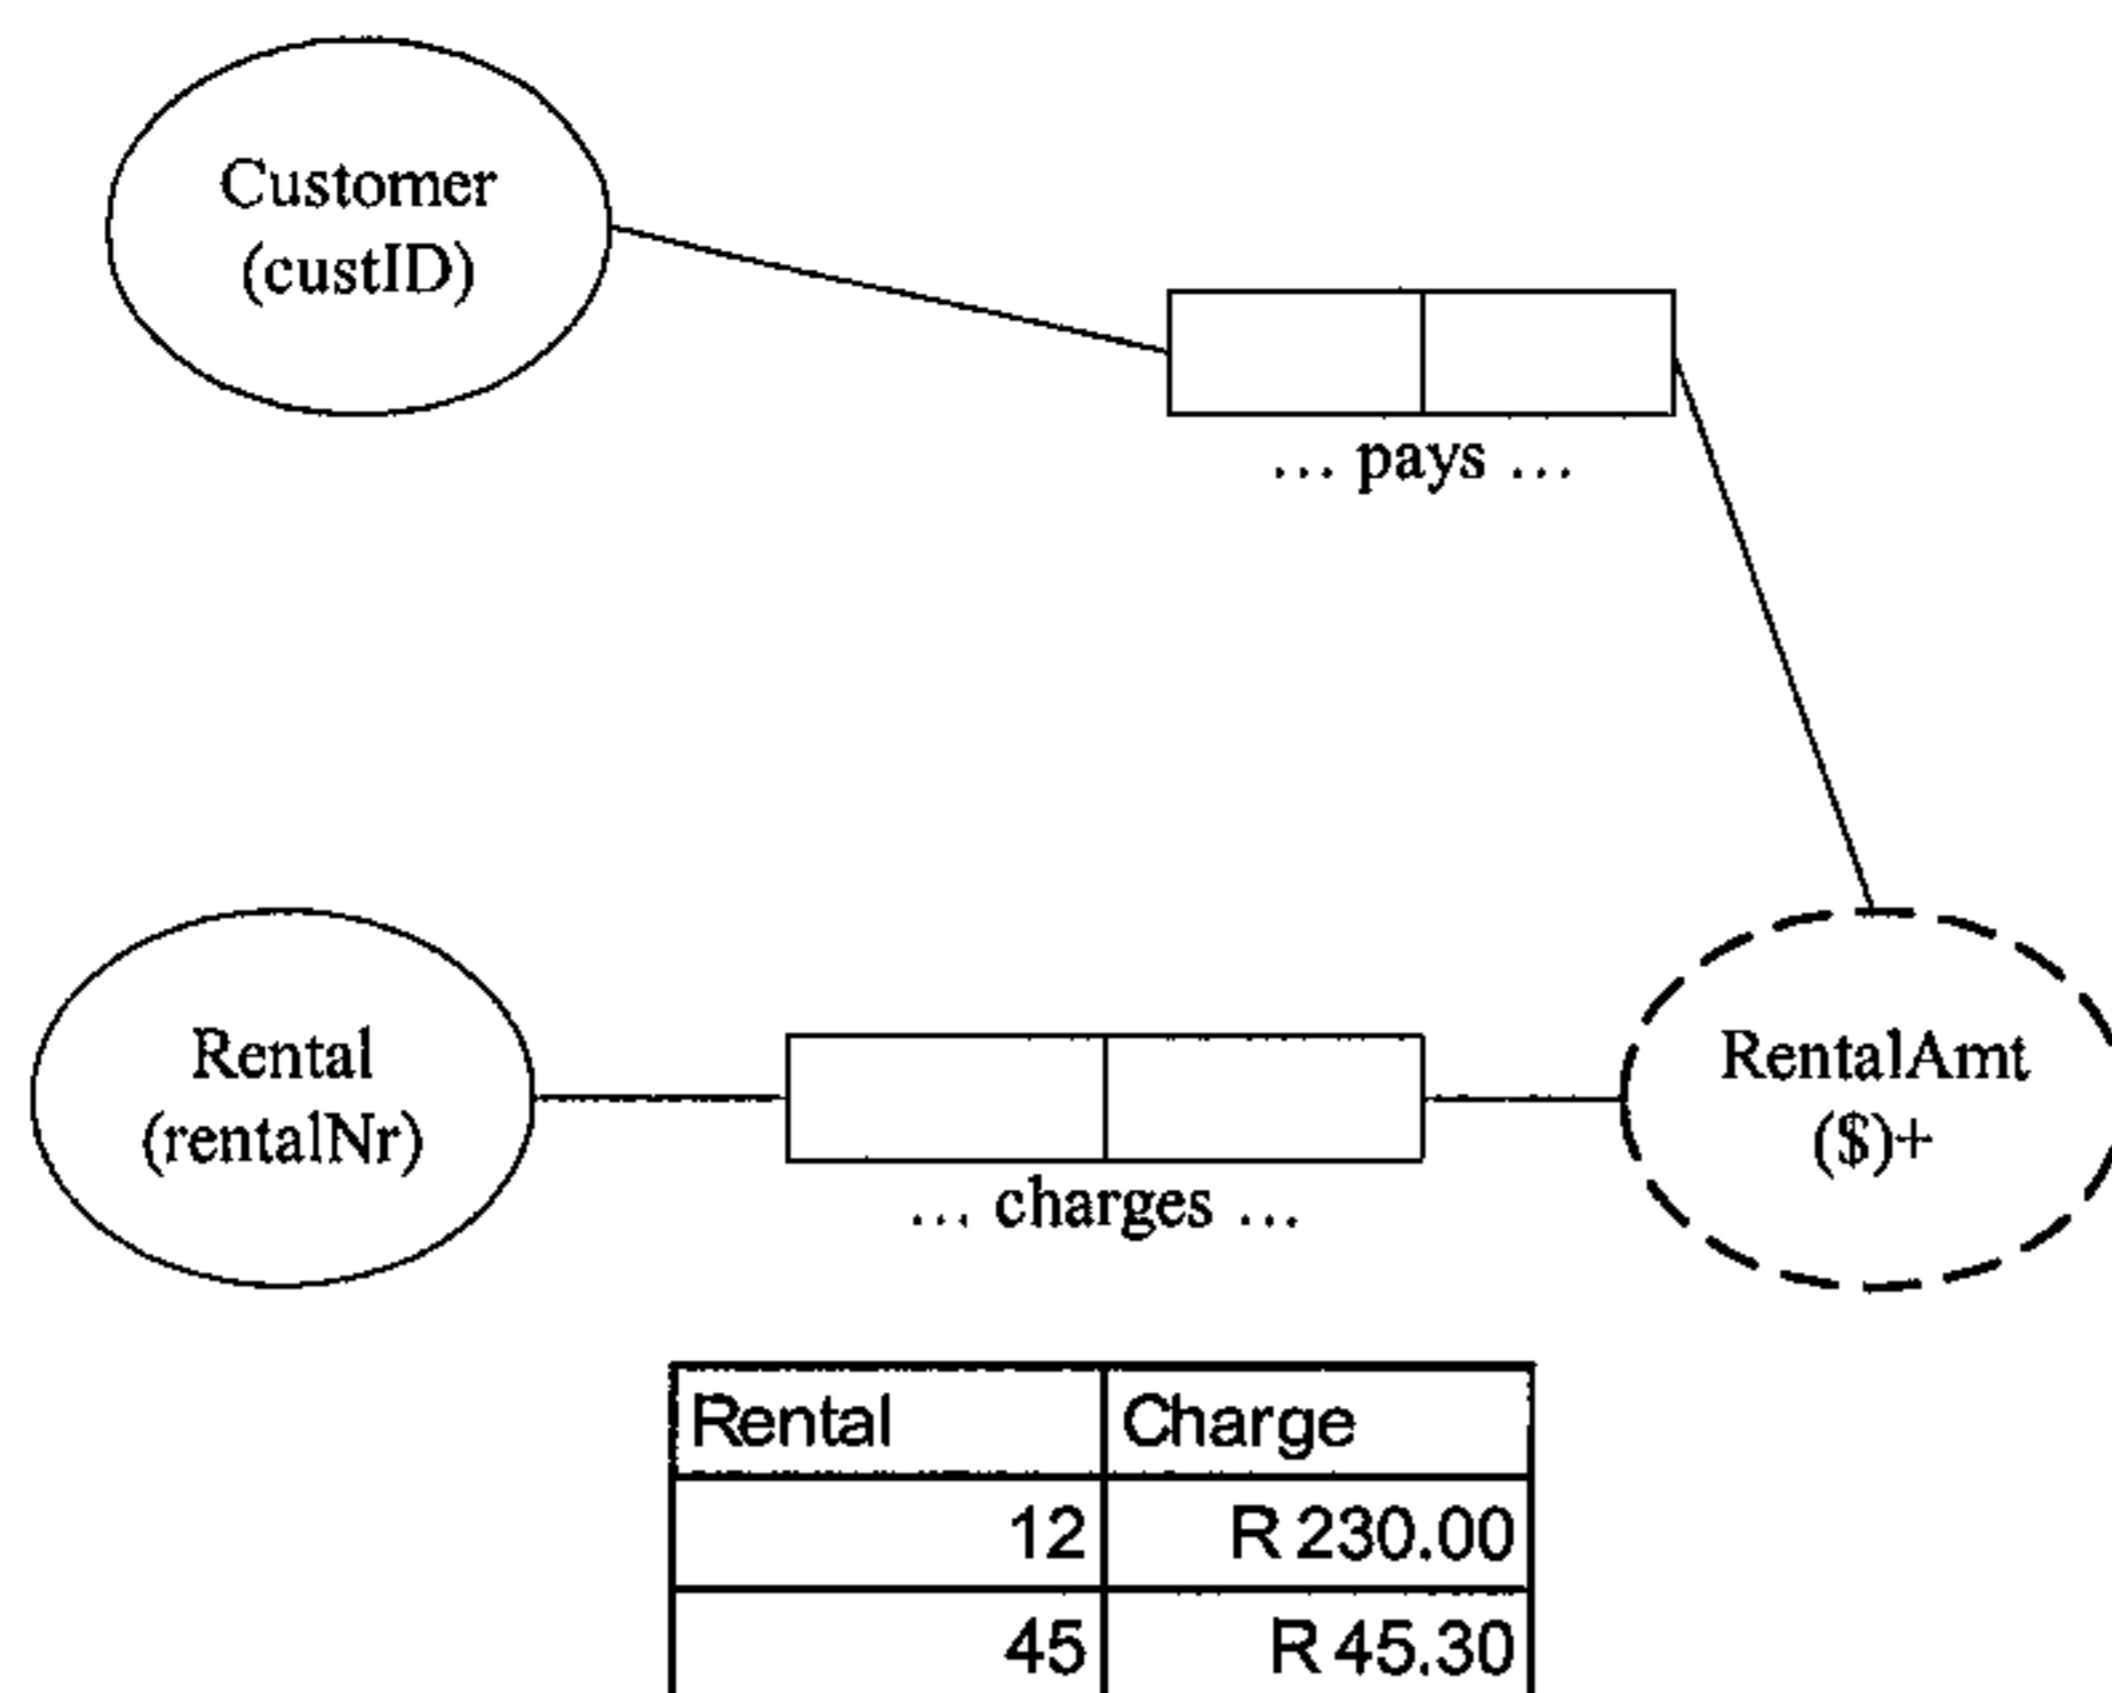 Customer
(custID)
... pays ...
Rental
(rentalNr)
RentalAmt
($)+
... charges ...
Rental Charge
12 R 230.00
45 R 45.30